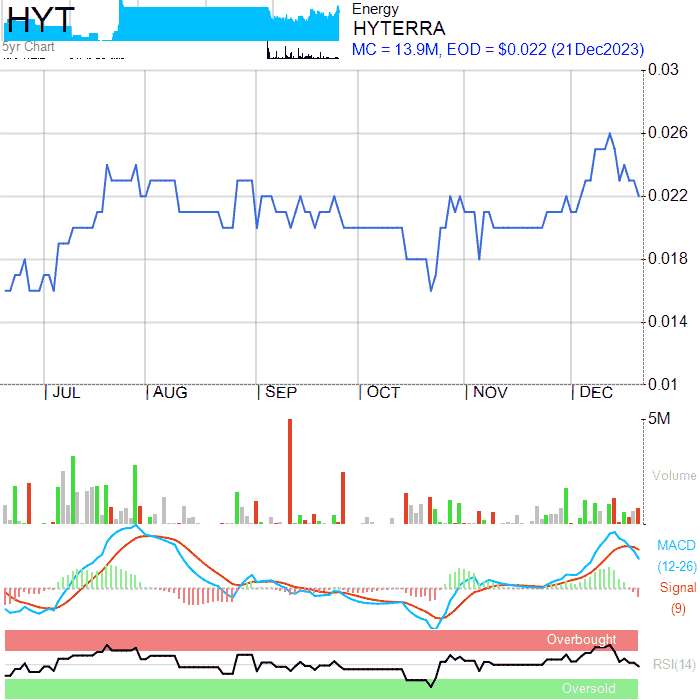 HYT
5yr Chart
Energy
HYTERRA
MC = 13.9M, EOD = $0.022 (21Dec2023)
0.03
0.026
0.022
0.018
0.014
0.01
JUL AUG SEP OCT NOV DEC
5M
Volume
MACD
(12-26)
Signal
(9)
Overbought
RSI(14)
Oversold